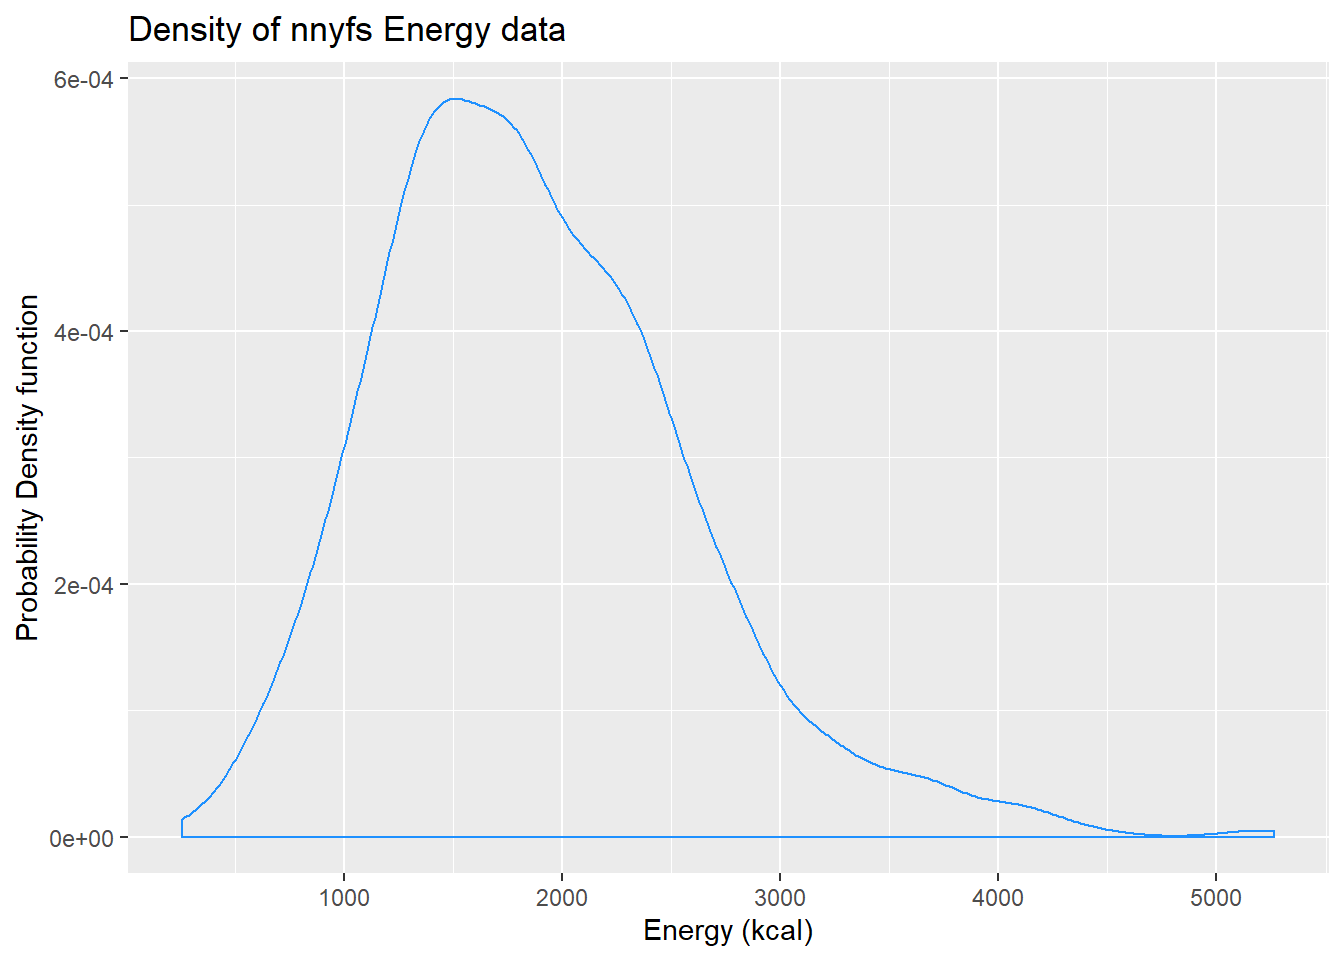 Density of nnyfs Energy data
Probability Density function
6e-04
4e-04
2e-04
0e+00
1000 2000 3000 4000 5000
Energy (kcal)